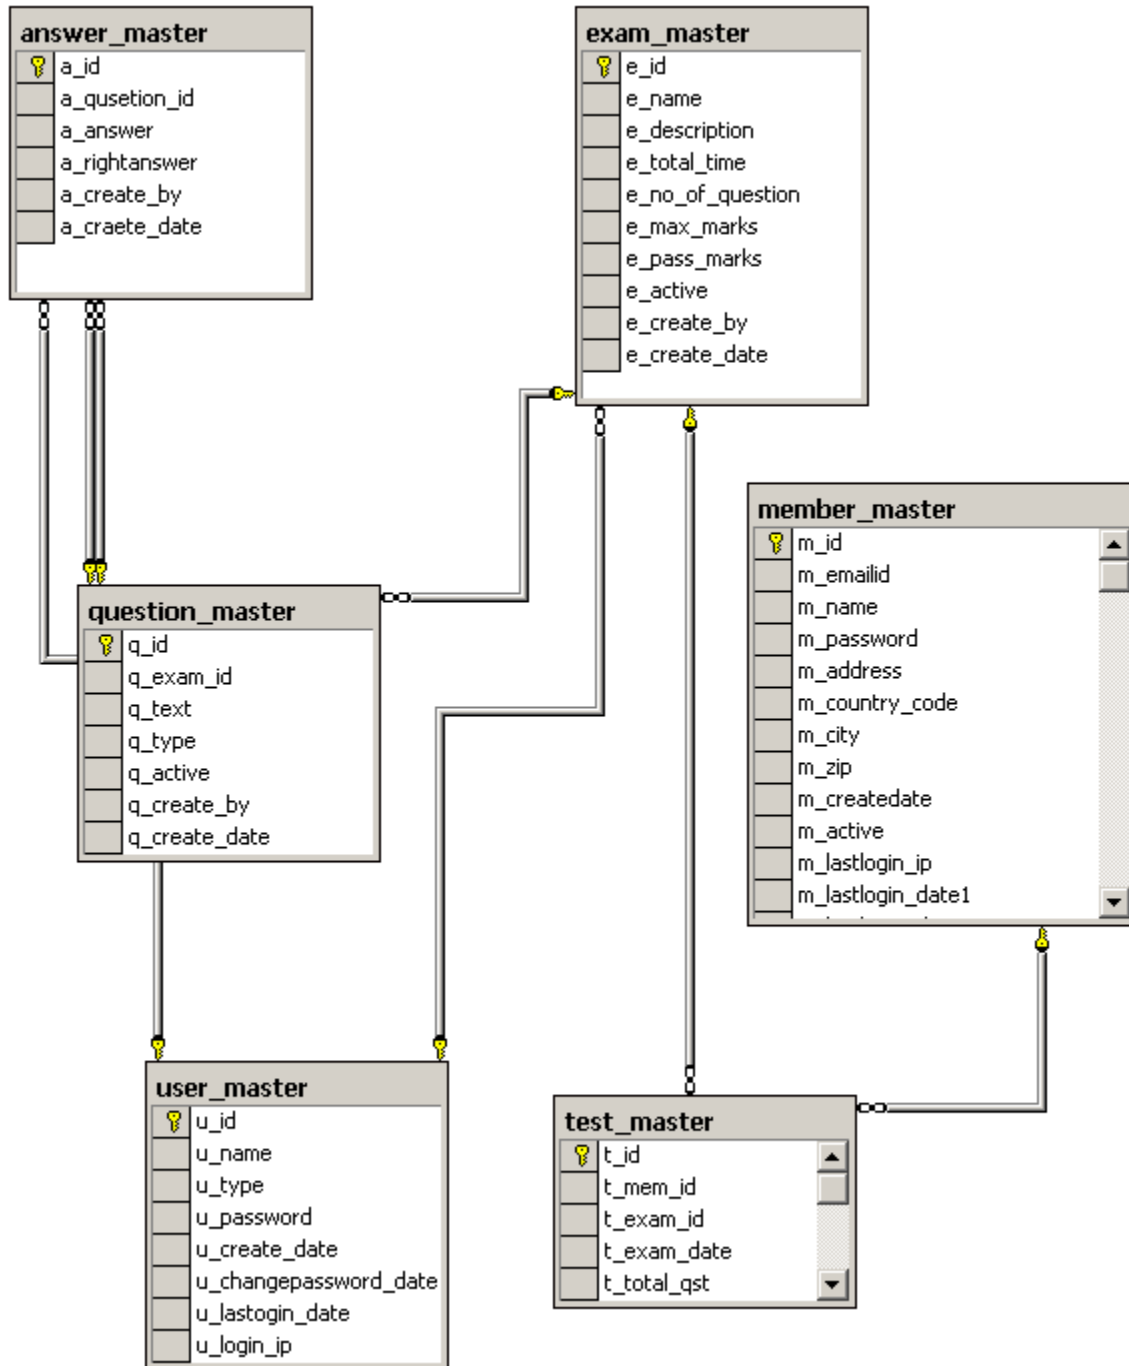 answer_master
a_id
a_qusetion_id
a_answer
a_rightanswer
a_create_by
a_craete_date
exam_master
e_id
e_name
e_description
e_total_time
e_no_of_question
e_max_marks
e_pass_marks
e_active
e_create_by
e_create_date
member_master
m_id
m_emailid
m_name
m_password
m_address
m_country_code
m_city
m_zip
m_createdate
m_active
m_lastlogin_ip
m_lastlogin_date1
question_master
q_id
q_exam_id
q_text
q_type
q_active
q_create_by
q_create_date
user_master
u_id
u_name
u_type
u_password
u_create_date
u_changepassword_date
u_lastogin_date
u_login_ip
test_master
t_id
t_mem_id
t_exam_id
t_exam_date
t_total_qst